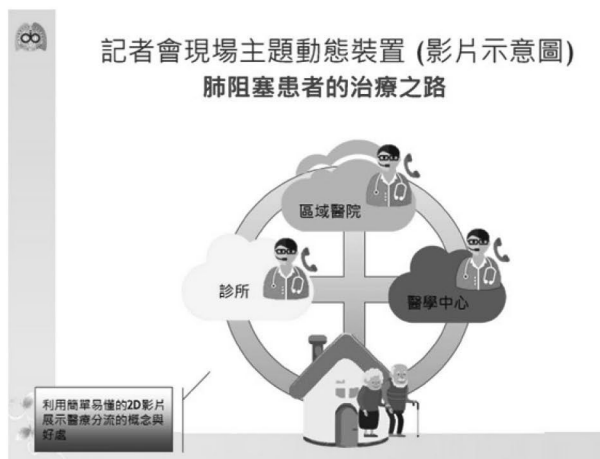 記者會現場主題動態裝置 (影片示意圖)
肺阻塞患者的治療之路
區域醫院
診所
醫學中心
利用簡單易懂的2D影片
展示醫療分流的概念與
好處